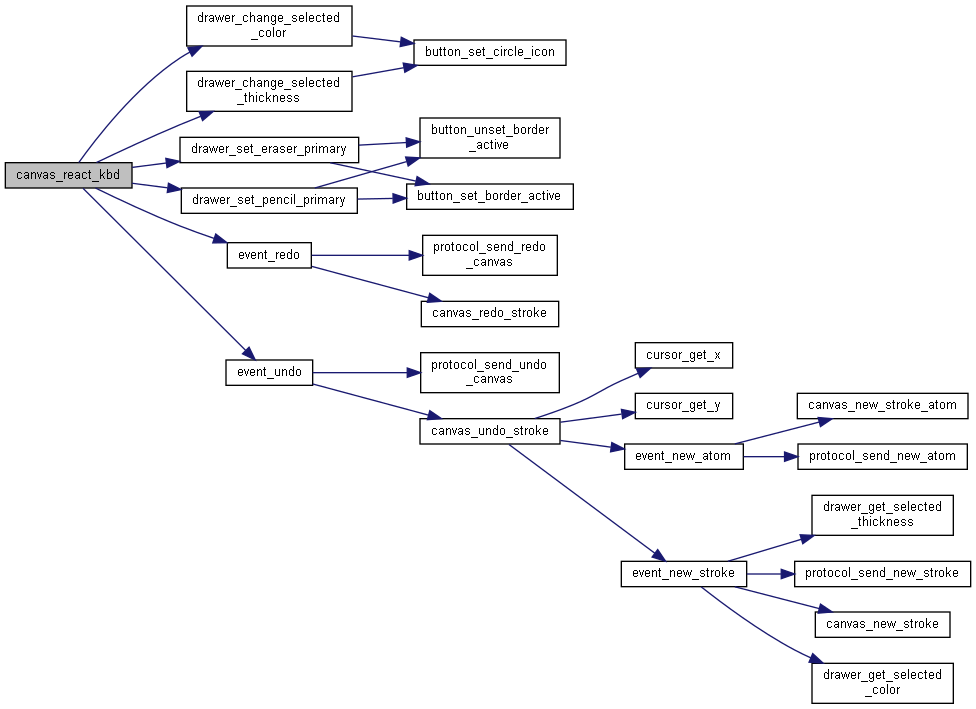 canvas_react_kbd
drawer_change_selected
_color
button_set_circle_icon
drawer_change_selected
_thickness
drawer_set_eraser_primary
button_unset_border
_active
drawer_set_pencil_primary
button_set_border_active
event_redo
protocol_send_redo
_canvas
canvas_redo_stroke
event_undo
protocol_send_undo
_canvas
canvas_undo_stroke
cursor_get_x
cursor_get_y
event_new_atom
canvas_new_stroke_atom
protocol_send_new_atom
event_new_stroke
drawer_get_selected
_thickness
protocol_send_new_stroke
canvas_new_stroke
drawer_get_selected
_color